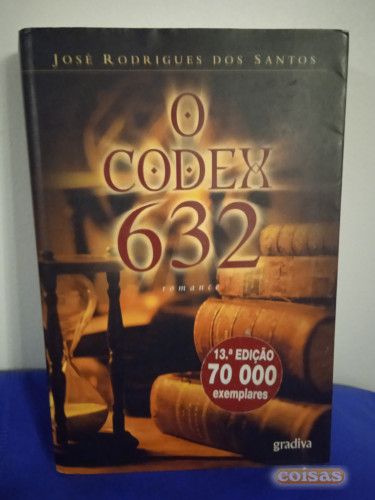 JOSÉ RODRIGUES DOS SANTOS
O
CODEX
632
romance
13.ª EDIÇÃO
70 000
exemplares
gradiva
coisas